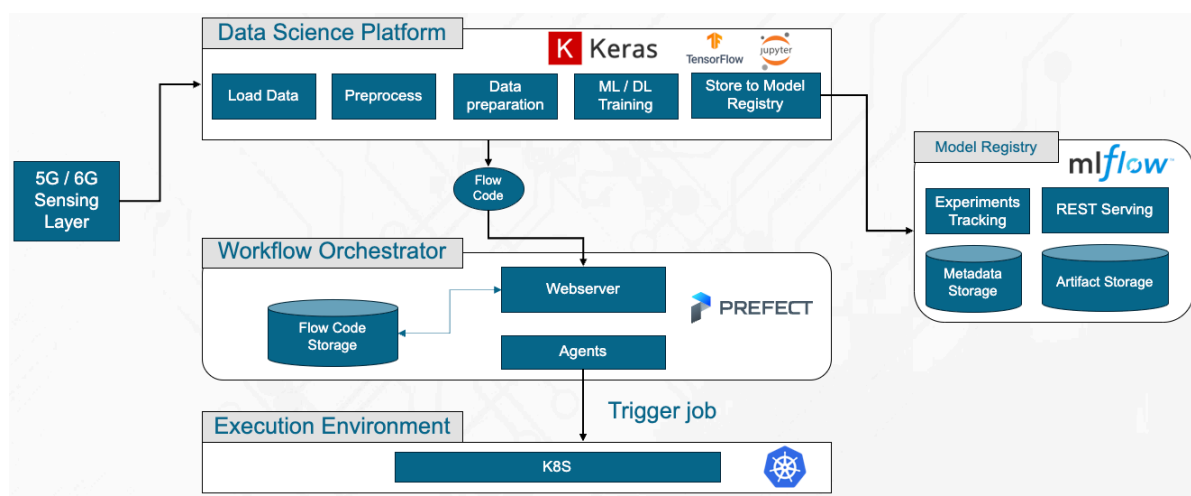 Data Science Platform
K Keras
TensorFlow
jupyter
Load Data
Preprocess
Data
preparation
ML / DL
Training
Store to Model
Registry
5G / 6G
Sensing
Layer
Flow
Code
Model Registry
mlflow™
Experiments
Tracking
REST Serving
Metadata
Storage
Artifact Storage
Workflow Orchestrator
Webserver
Flow Code
Storage
PREFECT
Agents
Trigger job
Execution Environment
K8S